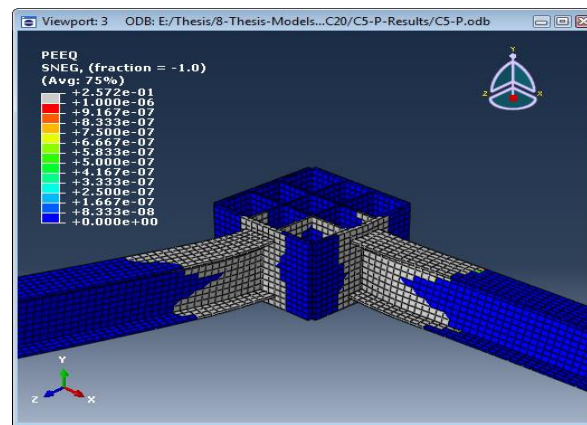 Viewport: 3 ODB: E:/Thesis/8-Thesis-Models...C20/C5-P-Results/C5-P.odb
PEEQ
SNEG, (fraction = -1.0)
(Avg: 75%)
+2.572e-01
+1.000e-06
+9.167e-07
+8.333e-07
+7.500e-07
+6.667e-07
+5.833e-07
+5.000e-07
+4.167e-07
+3.333e-07
+2.500e-07
+1.667e-07
+8.333e-08
+0.000e+00
Y
Z
X
Y
Z
X